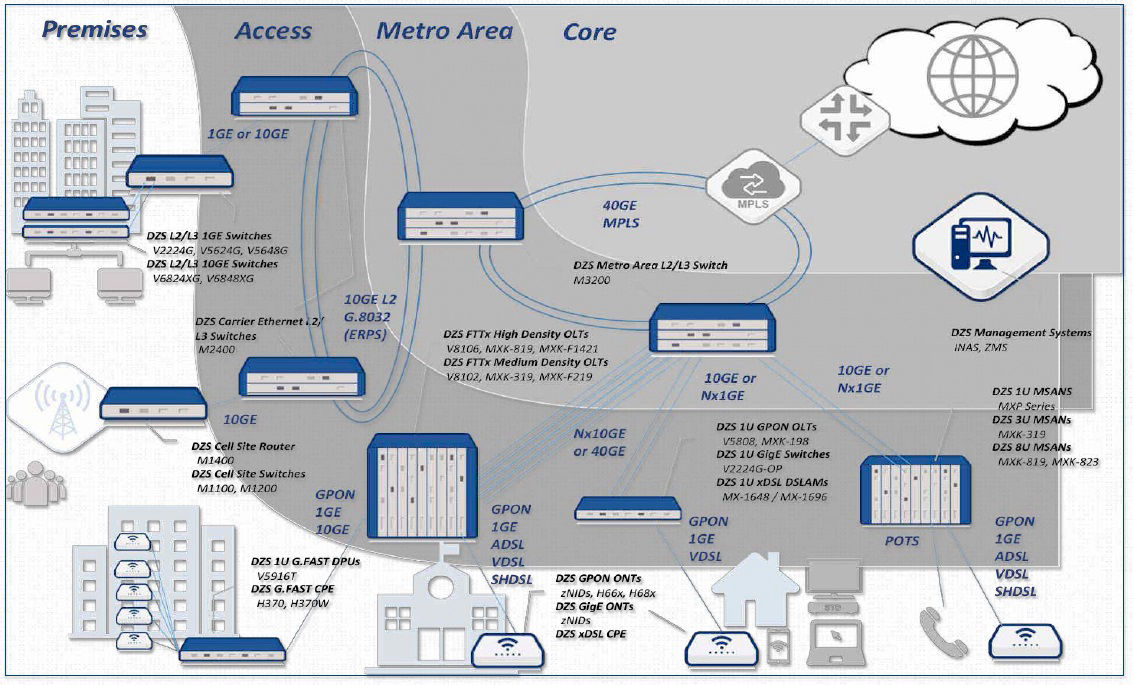 Premises
Access
Metro Area
Core
1GE or 10GE
MPLS
40GE
MPLS
DZS L2/L3 1GE Switches
V2224G, V5624G, V5648G
DZS L2/L3 10GE Switches
V6824XG, V6848XG
DZS Metro Area L2/L3 Switch
M3200
10GE L2
G.8032
(ERPS)
DZS Carrier Ethernet L2/
L3 Switches
M2400
DZS FTTx High Density OLTs
V8106, MXK-819, MXK-F1421
DZS FTTx Medium Density OLTs
V8102, MXK-319, MXK-F219
DZS Management Systems
iNAS, ZMS
10GE or
Nx1GE
10GE or
Nx1GE
DZS 1U MSANS
MXP Series
DZS 3U MSANs
MXK-319
DZS 8U MSANs
MXK-819, MXK-823
10GE
DZS Cell Site Router
M1400
DZS Cell Site Switches
M1100, M1200
Nx10GE
or 40GE
DZS 1U GPON OLTs
V5808, MXK-198
DZS 1U GigE Switches
V2224G-OP
DZS 1U xDSL DSLAMs
MX-1648 / MX-1696
GPON
1GE
10GE
GPON
1GE
ADSL
VDSL
SHDSL
GPON
1GE
VDSL
POTS
GPON
1GE
ADSL
VDSL
SHDSL
DZS 1U G.FAST DPUs
V5916T
DZS G.FAST CPE
H370, H370W
DZS GPON ONTs
zNIDs, H66x, H68x
DZS GigE ONTs
zNIDs
DZS xDSL CPE
STB